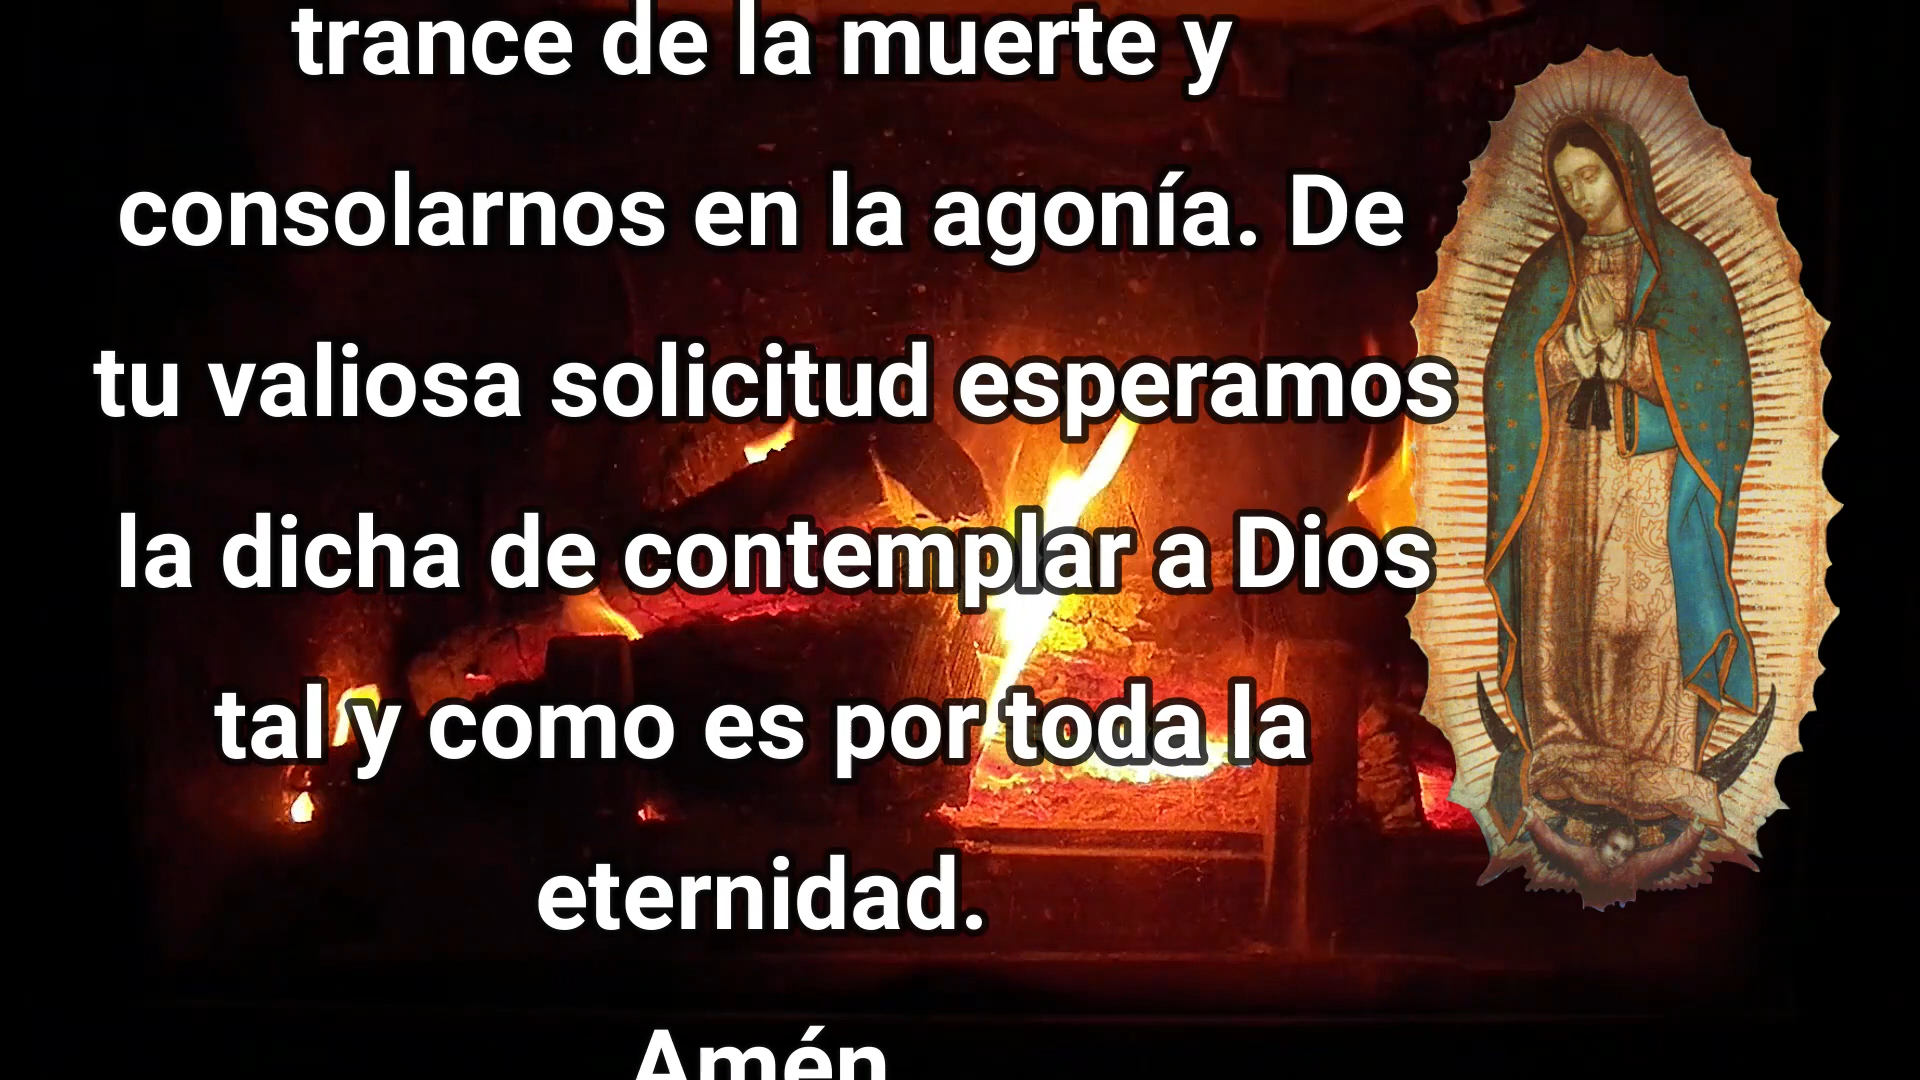 trance de la muerte y
consolarnos en la agonía. De
tu valiosa solicitud esperamos
la dicha de contemplar a Dios
tal y como es por toda la
eternidad.
Amén